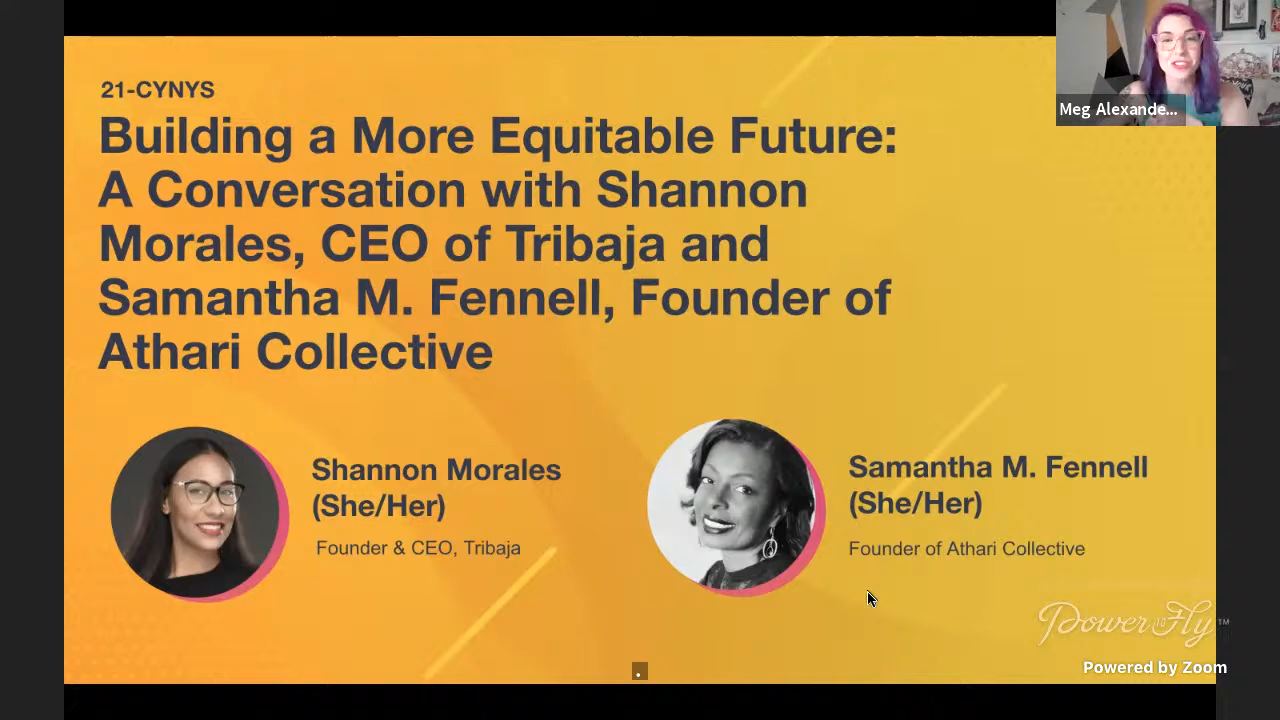 21-CYNYS
Building a More Equitable Future:
A Conversation with Shannon
Morales, CEO of Tribaja and
Samantha M. Fennell, Founder of
Athari Collective
Meg Alexande...
Shannon Morales
(She/Her)
Founder & CEO, Tribaja
Samantha M. Fennell
(She/Her)
Founder of Athari Collective
PowerToFly™
Powered by Zoom
.